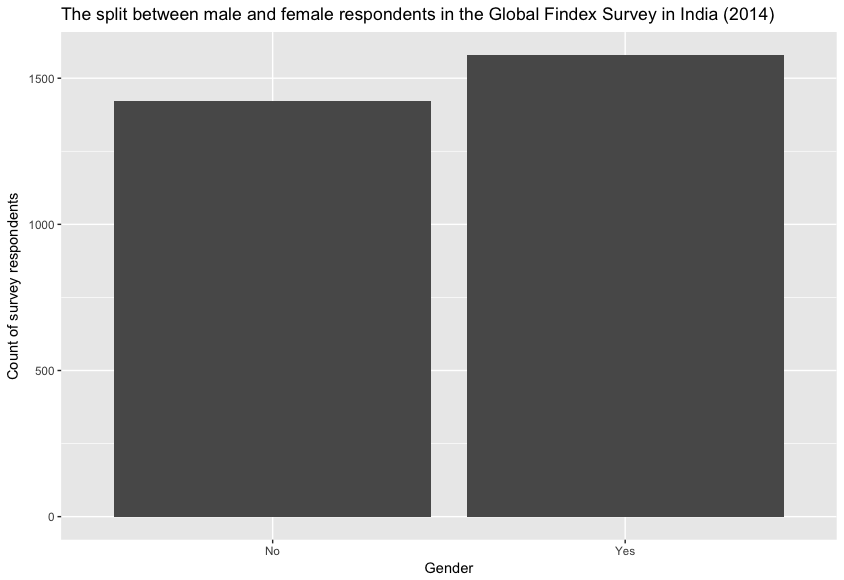 The split between male and female respondents in the Global Findex Survey in India (2014)
Count of survey respondents
1500
1000
500
0
No Yes
Gender